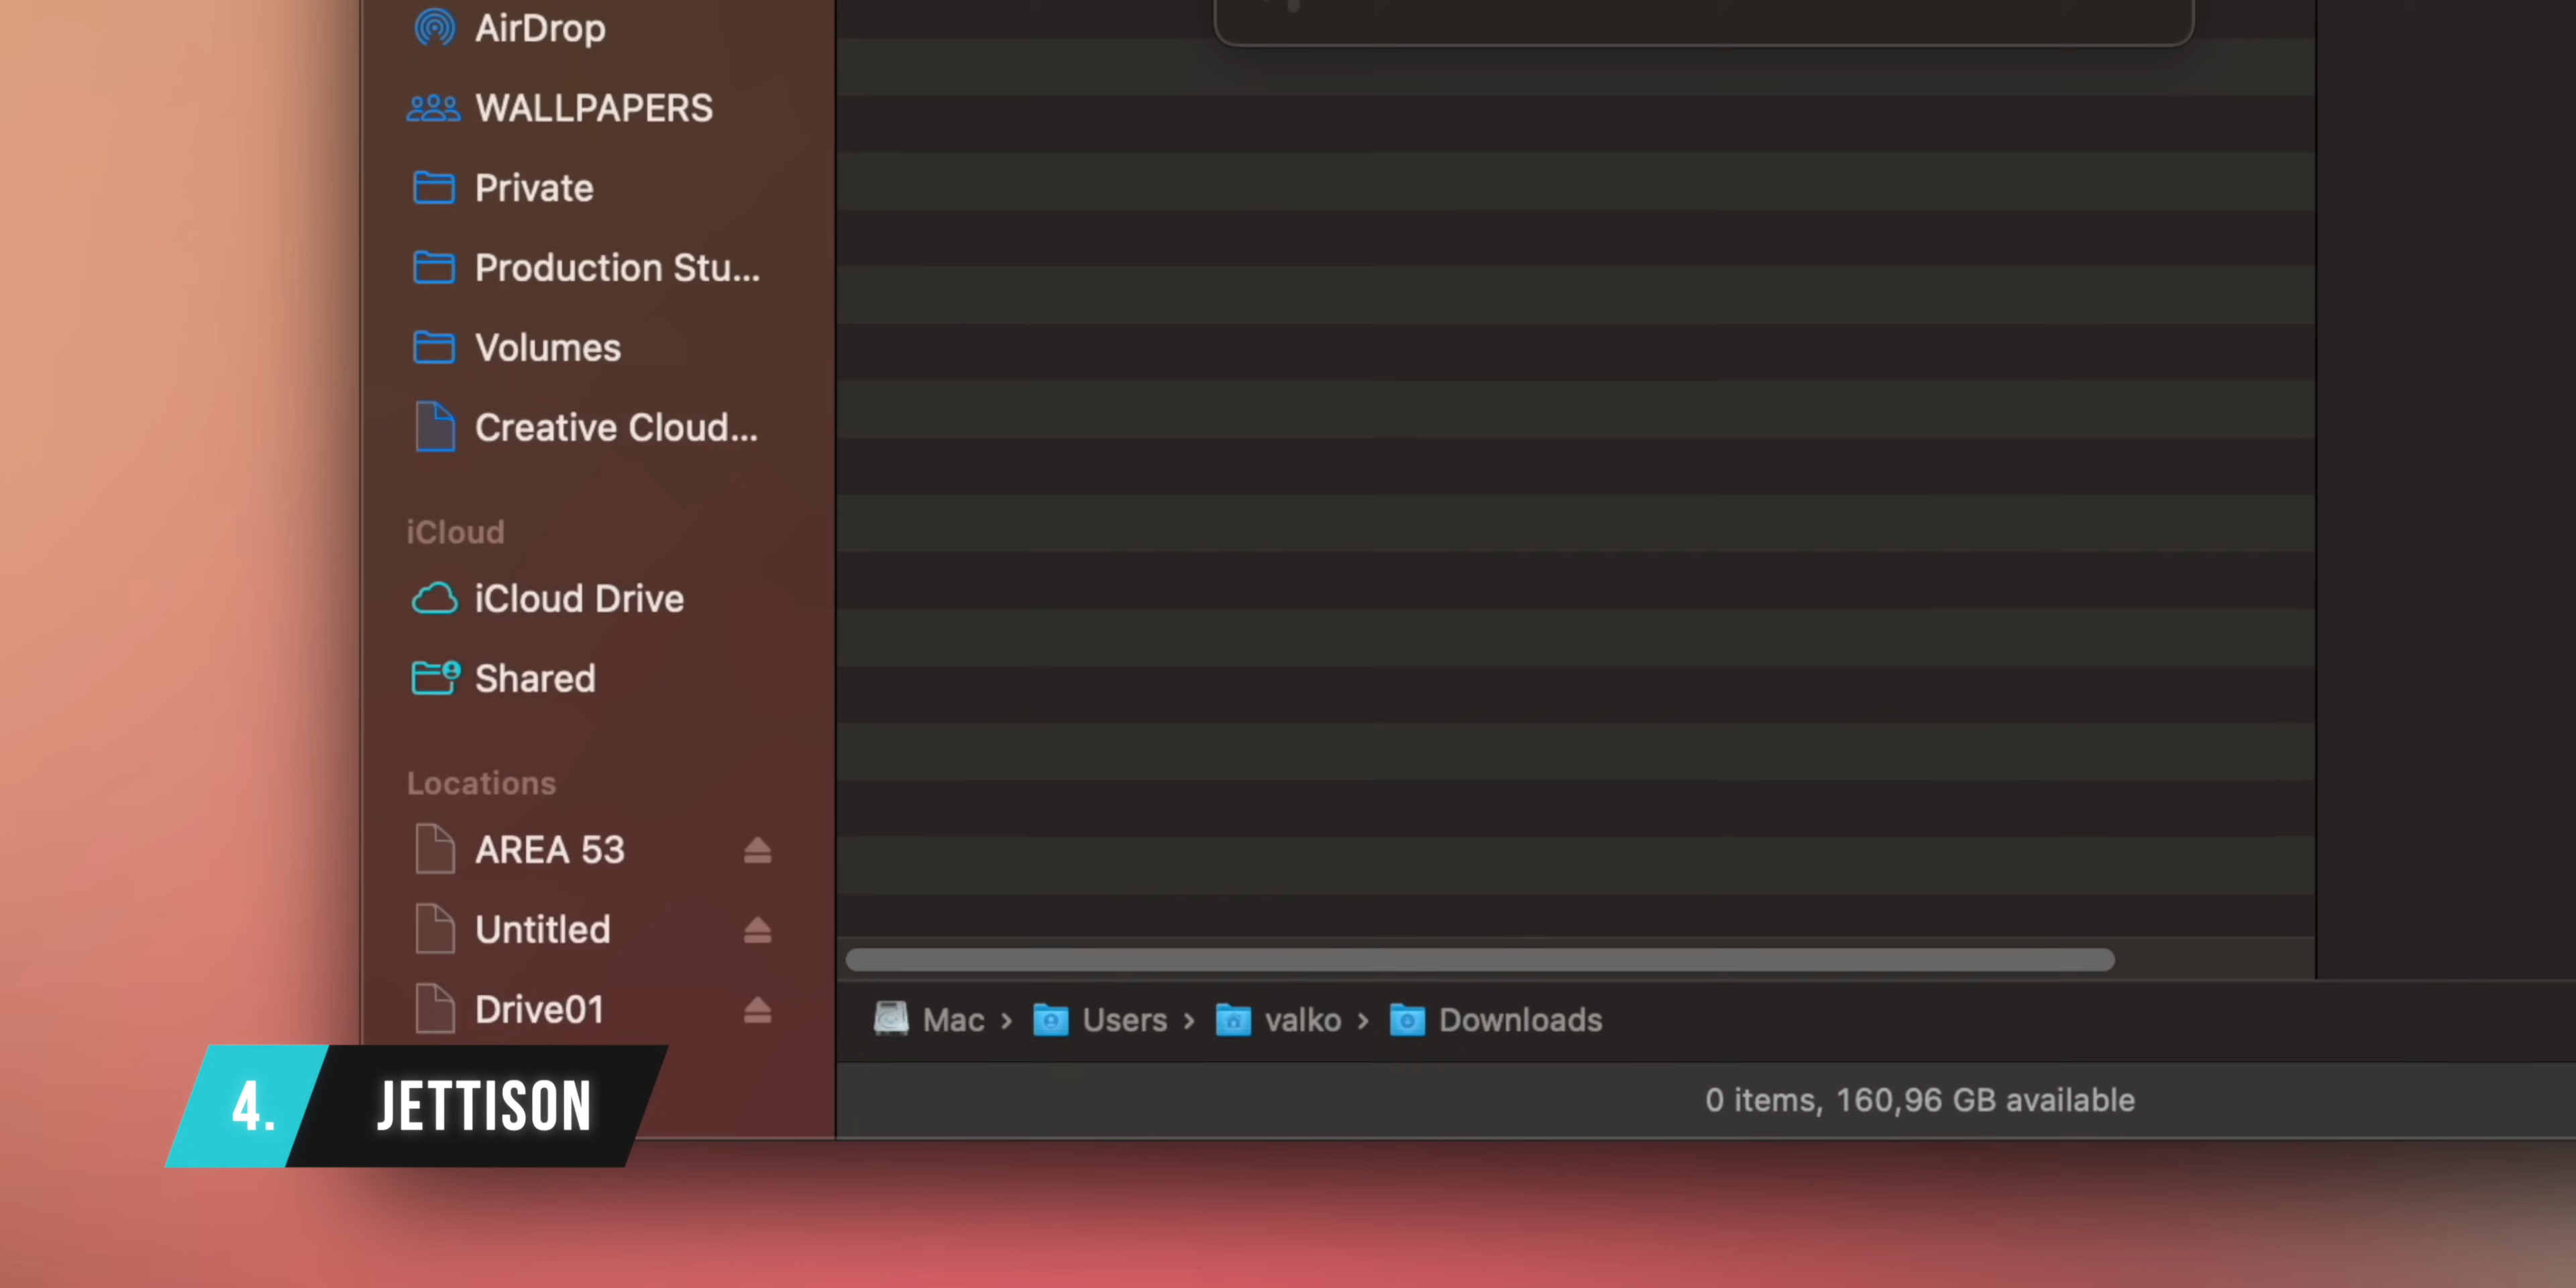 AirDrop
WALLPAPERS
Private
Production Stu...
Volumes
Creative Cloud...
iCloud
iCloud Drive
Shared
Locations
AREA 53
Untitled
Drive01
Mac › Users › valko › Downloads
0 items, 160,96 GB available
4. JETTISON